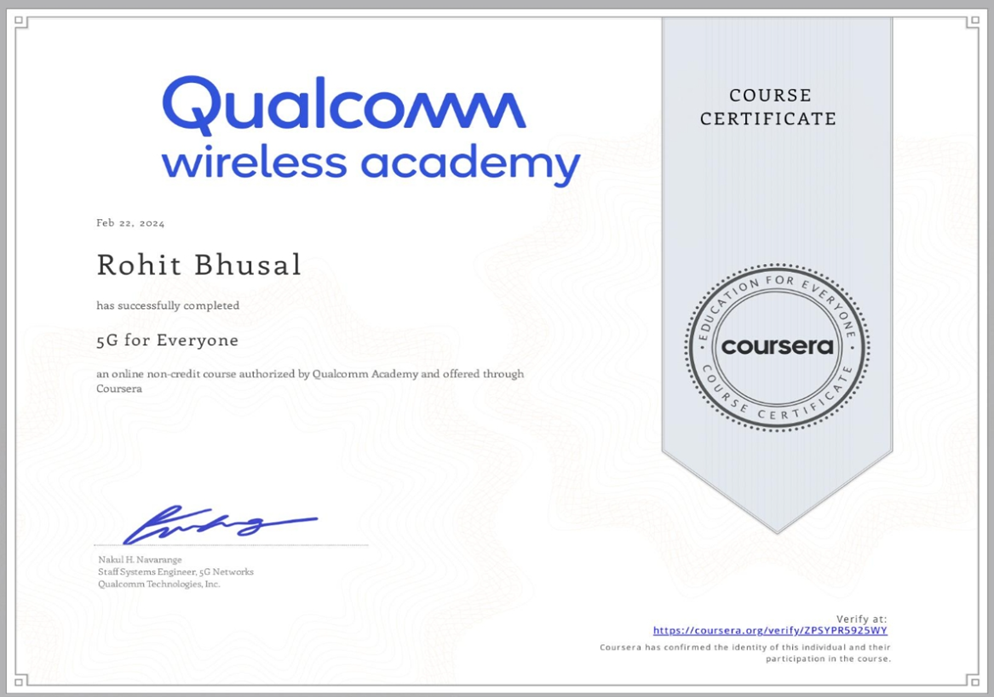 Qualcomm
wireless academy
COURSE
CERTIFICATE
Feb 22, 2024
Rohit Bhusal
has successfully completed
5G for Everyone
an online non-credit course authorized by Qualcomm Academy and offered through
Coursera
EDUCATION FOR EVERYONE
coursera
COURSE CERTIFICATE
Nakul H. Navarange
Staff Systems Engineer, 5G Networks
Qualcomm Technologies, Inc.
Verify at:
https://coursera.org/verify/ZPSYPR5925WY
Coursera has confirmed the identity of this individual and their
participation in the course.